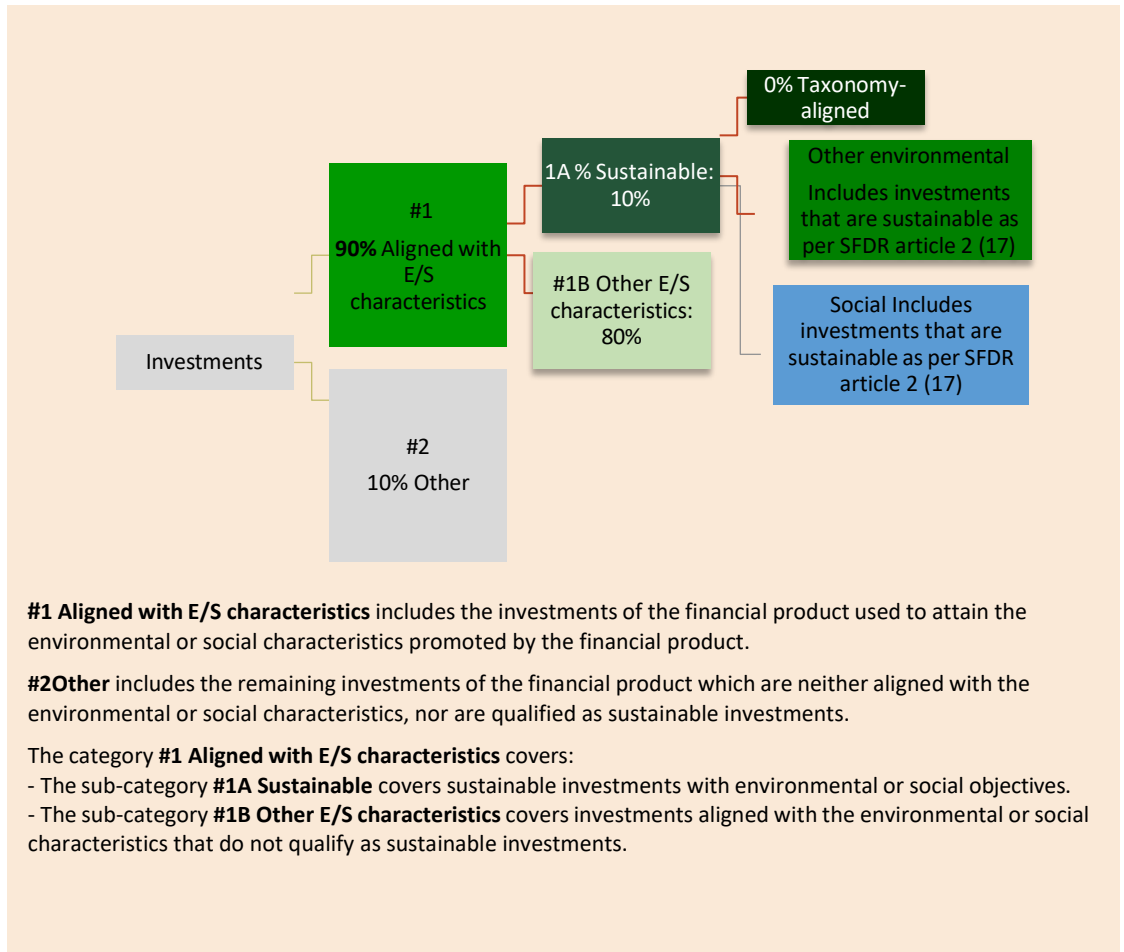 0% Taxonomy-
aligned
Other environmental
Includes investments
that are sustainable as
per SFDR article 2 (17)
1A % Sustainable:
10%
#1
90% Aligned with
E/S
characteristics
#1B Other E/S
characteristics:
80%
Social Includes
investments that are
sustainable as per SFDR
article 2 (17)
Investments
#2
10% Other
#1 Aligned with E/S characteristics includes the investments of the financial product used to attain the
environmental or social characteristics promoted by the financial product.
#2Other includes the remaining investments of the financial product which are neither aligned with the
environmental or social characteristics, nor are qualified as sustainable investments.
The category #1 Aligned with E/S characteristics covers:
- The sub-category #1A Sustainable covers sustainable investments with environmental or social objectives.
- The sub-category #1B Other E/S characteristics covers investments aligned with the environmental or social
characteristics that do not qualify as sustainable investments.